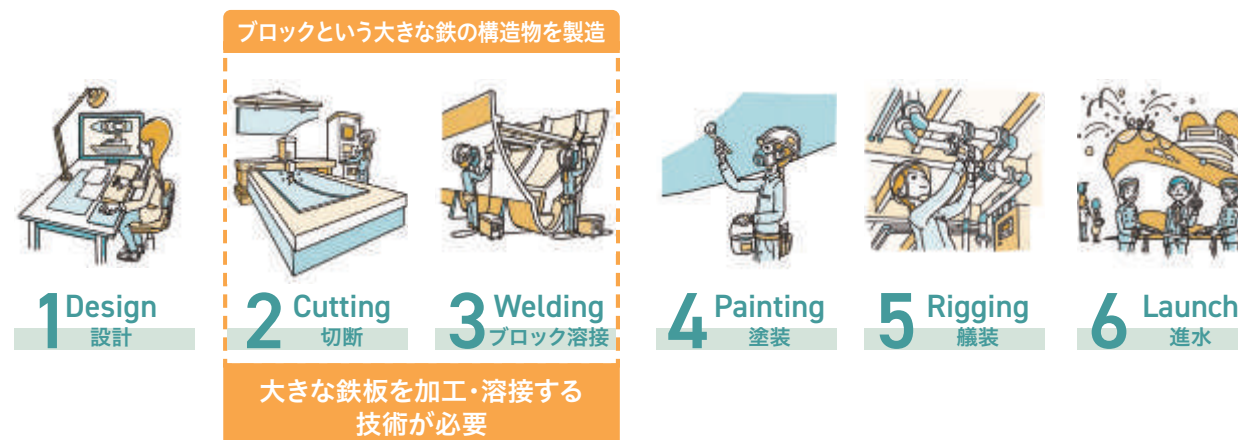 ブロックという大きな鉄の構造物を製造
1 Design
設計
2 Cutting
切断
3 Welding
ブロック溶接
4 Painting
塗装
5 Rigging
艤装
6 Launch
進水
大きな鉄板を加工・溶接する
技術が必要